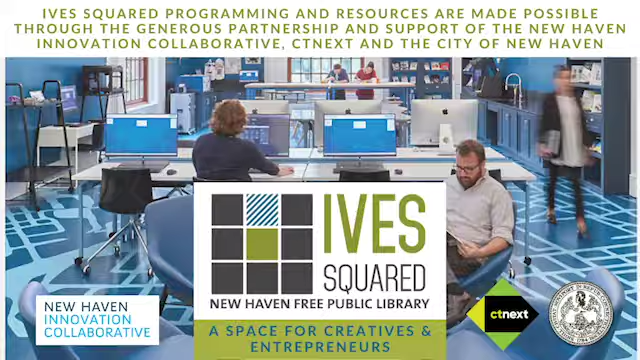 IVES SQUARED PROGRAMMING AND RESOURCES ARE MADE POSSIBLE
THROUGH THE GENEROUS PARTNERSHIP AND SUPPORT OF THE NEW HAVEN
INNOVATION COLLABORATIVE, CTNEXT AND THE CITY OF NEW HAVEN
IVES
SQUARED
NEW HAVEN FREE PUBLIC LIBRARY
A SPACE FOR CREATIVES &
ENTREPRENEURS
NEW HAVEN
INNOVATION
COLLABORATIVE
ctnext